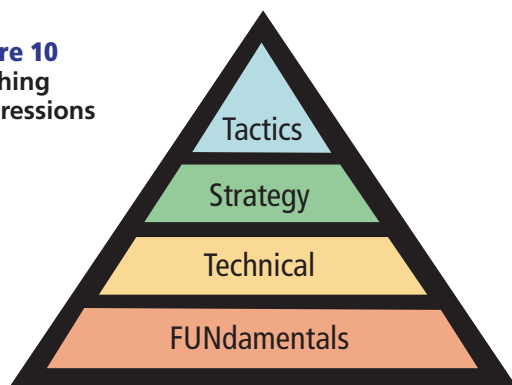 re 10
hing
ressions
Tactics
Strategy
Technical
FUNdamentals